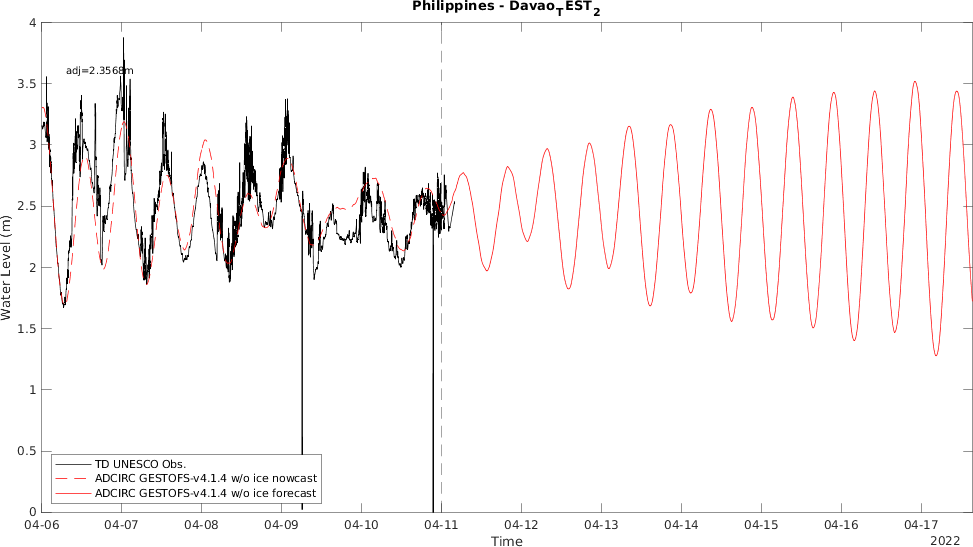 Philippines - DavaoTEST2
4
adj=2.3568m
3.5
3
2.5
2
1.5
1
0.5
0
Water Level (m)
TD UNESCO Obs.
ADCIRC GESTOFS-v4.1.4 w/o ice nowcast
ADCIRC GESTOFS-v4.1.4 w/o ice forecast
04-06 04-07 04-08 04-09 04-10 04-11 04-12 04-13 04-14 04-15 04-16 04-17
Time
2022